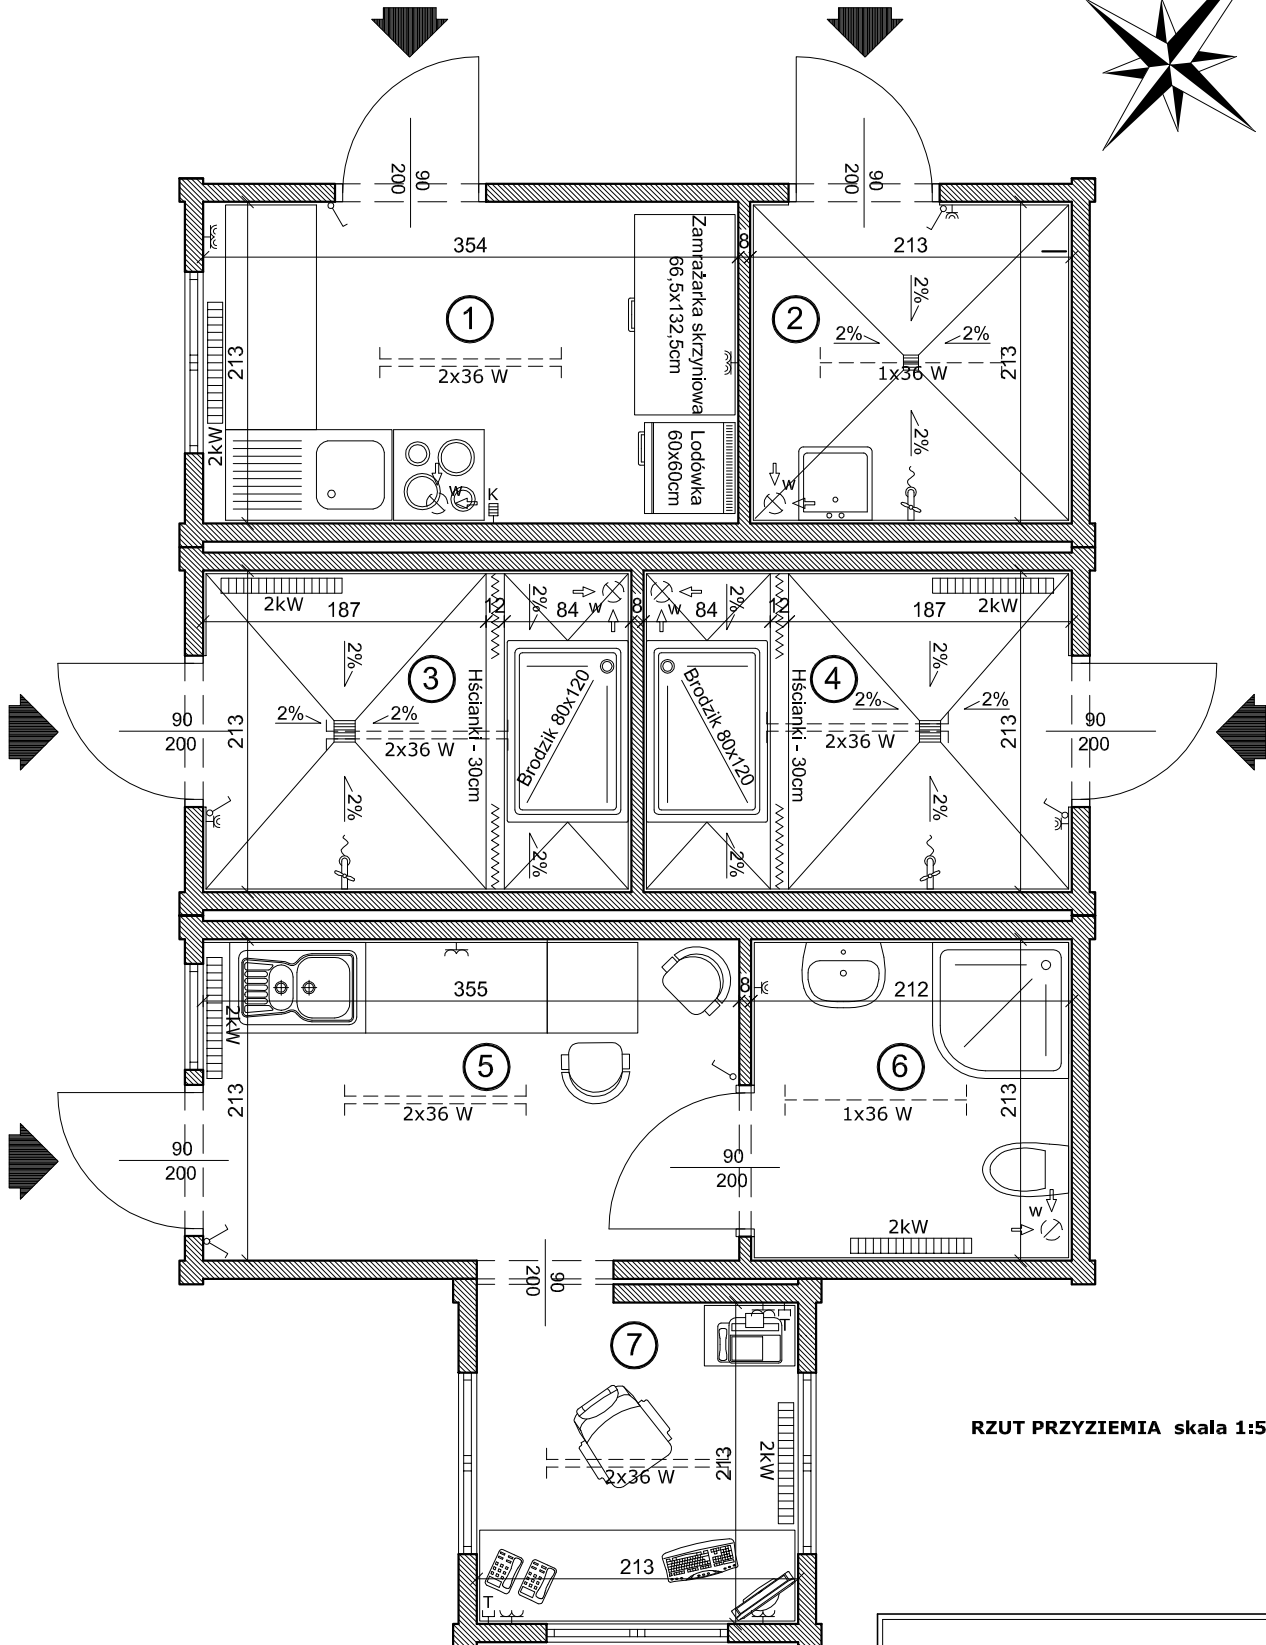 90
200
90
200
354
8
213
Zamrażarka skrzyniowa
66,5x132,5cm
1
2
2%
2%
2%
213
2x36 W
1x36 W
213
2kW
Lodówka
60x60cm
2%
w
K
w
2kW
187
12
2%
84
w
8
w
84
2%
12
187
2kW
2%
2%
3
Hścianki - 30cm
Brodzik 80x120
Brodzik 80x120
Hścianki - 30cm
4
90
200
213
2%
2%
2x36 W
2x36 W
2%
2%
213
90
200
2%
2%
2%
2%
355
8
212
2kW
5
6
213
2x36 W
1x36 W
213
90
200
90
200
2kW
w
90
200
7
T
RZUT PRZYZIEMIA skala 1:5
213
2kW
2x36 W
213
T